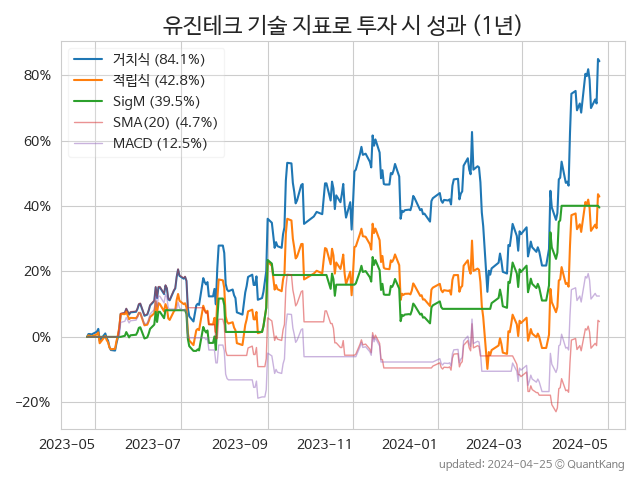 유진테크 기술 지표로 투자 시 성과 (1년)
거치식 (84.1%)
적립식 (42.8%)
SigM (39.5%)
SMA(20) (4.7%)
MACD (12.5%)
80%
60%
40%
20%
0%
−20%
2023-05 2023-07 2023-09 2023-11 2024-01 2024-03 2024-05
updated: 2024-04-25 © QuantKang